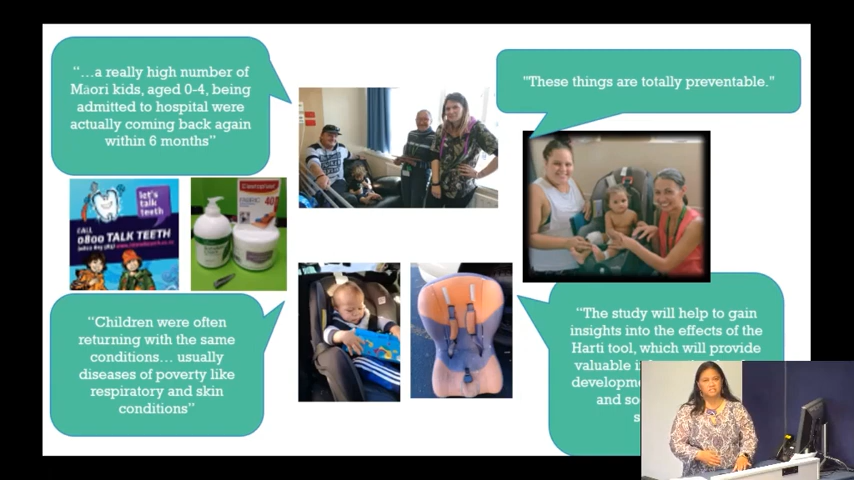 “…a really high number of
Māori kids, aged 0-4, being
admitted to hospital were
actually coming back again
within 6 months”
"These things are totally preventable."
let's
talk
teeth
CALL
0800 TALK TEETH
FABRIC
40
“Children were often
returning with the same
conditions… usually
diseases of poverty like
respiratory and skin
conditions”
“The study will help to gain
insights into the effects of the
Harti tool, which will provide
valuable
and